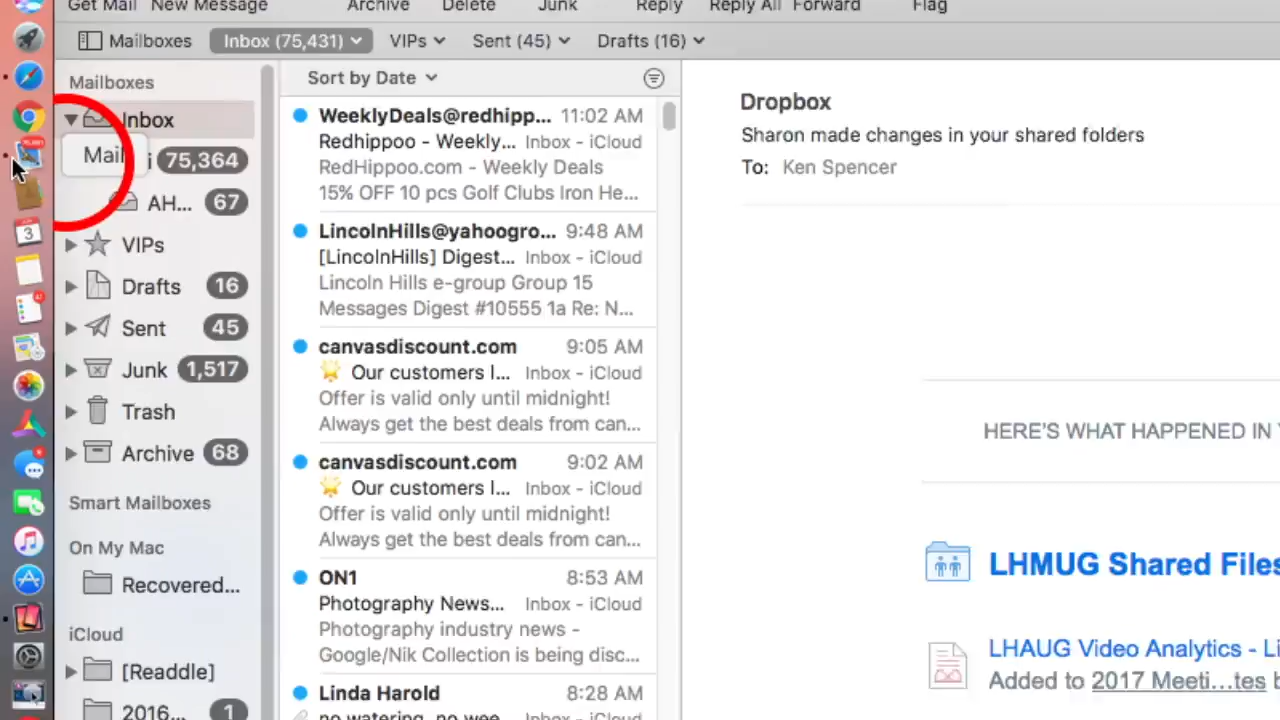 Get Mail New Message Archive Delete Junk Reply Reply All Forward Flag
Mailboxes Inbox (75,431) VIPs Sent (45) Drafts (16)
Mailboxes
Inbox
Mail
75,364
AH... 67
VIPs
Drafts 16
Sent 45
Junk 1,517
Trash
Archive 68
Smart Mailboxes
On My Mac
Recovered...
iCloud
[Readdle]
2016... 1
3
Sort by Date
WeeklyDeals@redhipp... 11:02 AM
Redhippoo - Weekly... Inbox - iCloud
RedHippoo.com - Weekly Deals
15% OFF 10 pcs Golf Clubs Iron He...
LincolnHills@yahoogro... 9:48 AM
[LincolnHills] Digest... Inbox - iCloud
Lincoln Hills e-group Group 15
Messages Digest #10555 1a Re: N...
canvasdiscount.com 9:05 AM
🌟 Our customers l... Inbox - iCloud
Offer is valid only until midnight!
Always get the best deals from can...
canvasdiscount.com 9:02 AM
🌟 Our customers l... Inbox - iCloud
Offer is valid only until midnight!
Always get the best deals from can...
ON1 8:53 AM
Photography News... Inbox - iCloud
Photography industry news -
Google/Nik Collection is being disc...
Linda Harold 8:28 AM
no watering, no wee... Inbox - iCloud
Dropbox
Sharon made changes in your shared folders
To: Ken Spencer
HERE'S WHAT HAPPENED IN
LHMUG Shared Files
LHAUG Video Analytics - Li
Added to 2017 Meeti...tes b